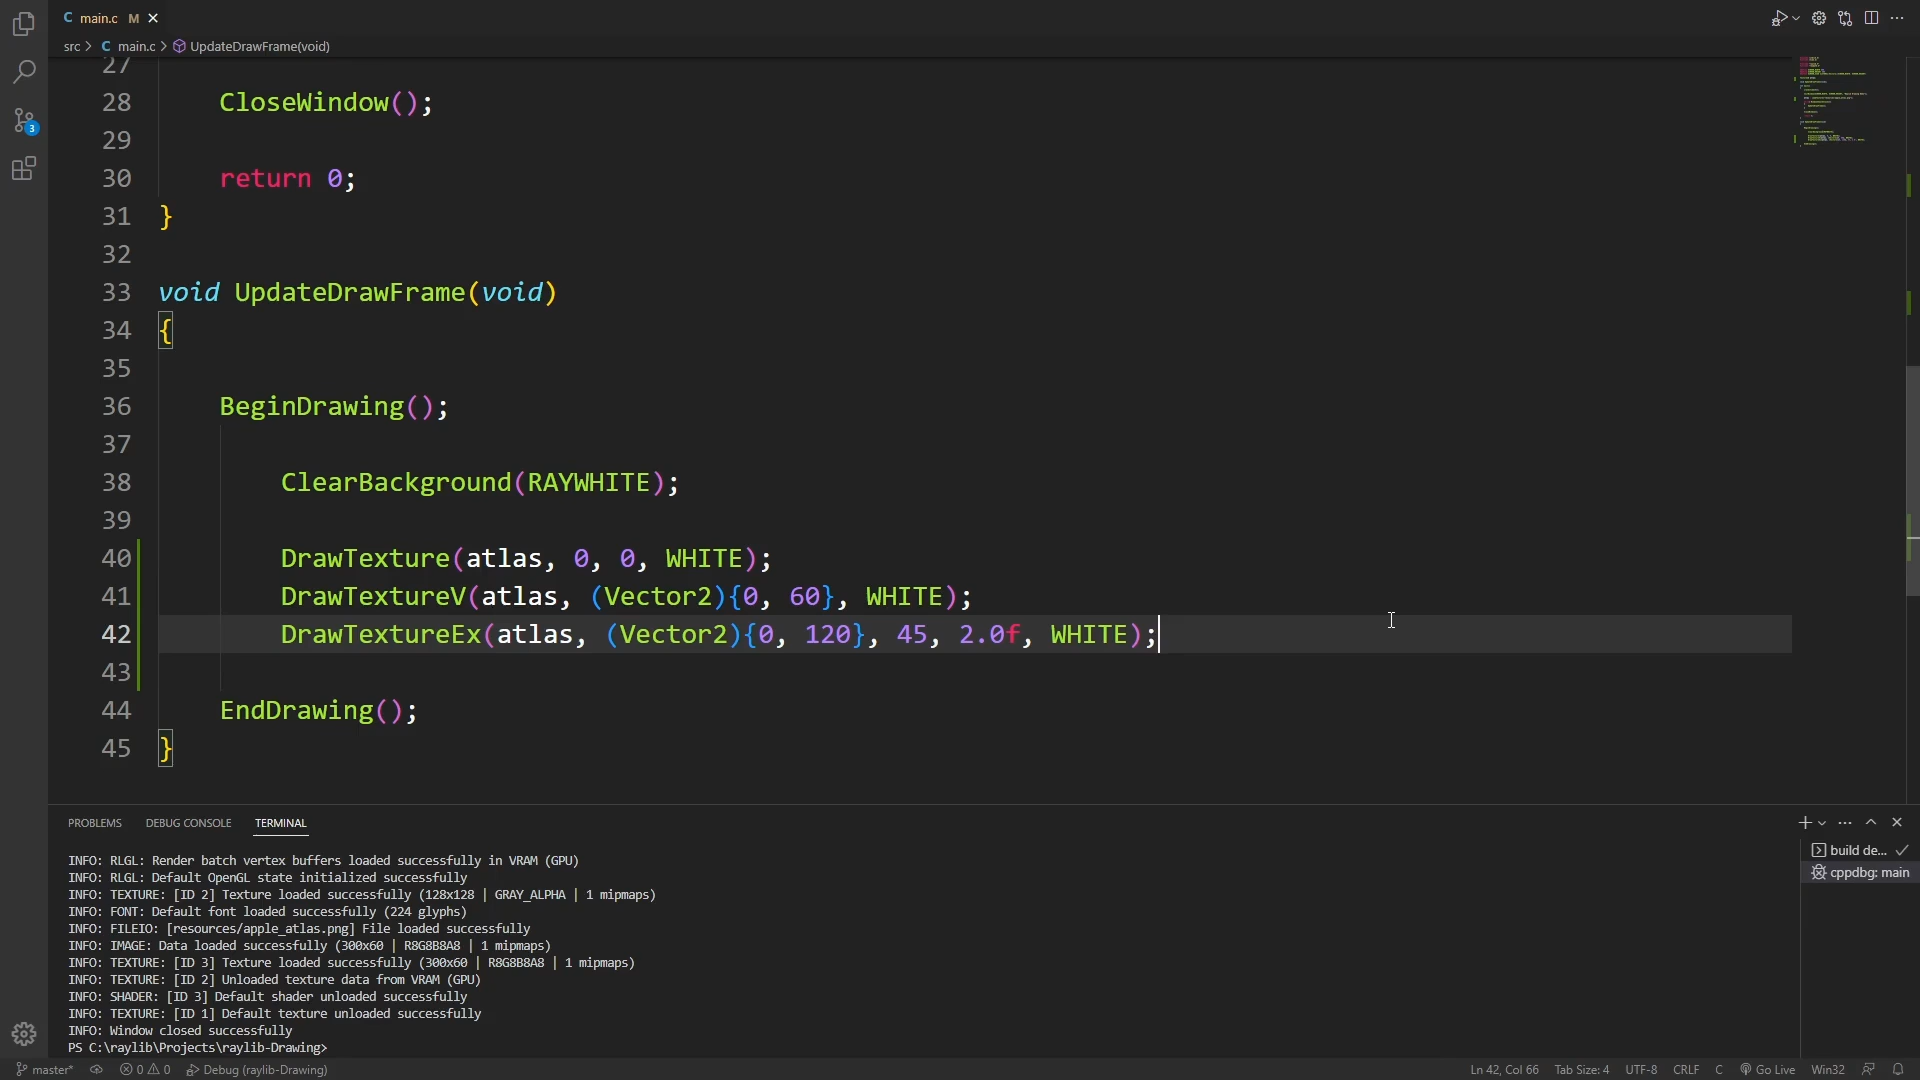 C main.c M
src > C main.c > UpdateDrawFrame(void)
27
28 CloseWindow();
29
30 return 0;
31 }
32
33 void UpdateDrawFrame(void)
34 {
35
36 BeginDrawing();
37
38 ClearBackground(RAYWHITE);
39
40 DrawTexture(atlas, 0, 0, WHITE);
41 DrawTextureV(atlas, (Vector2){0, 60}, WHITE);
42 DrawTextureEx(atlas, (Vector2){0, 120}, 45, 2.0f, WHITE);
43
44 EndDrawing();
45 }
3
PROBLEMS DEBUG CONSOLE TERMINAL
INFO: RLGL: Render batch vertex buffers loaded successfully in VRAM (GPU)
INFO: RLGL: Default OpenGL state initialized successfully
INFO: TEXTURE: [ID 2] Texture loaded successfully (128x128 | GRAY_ALPHA | 1 mipmaps)
INFO: FONT: Default font loaded successfully (224 glyphs)
INFO: FILEIO: [resources/apple_atlas.png] File loaded successfully
INFO: IMAGE: Data loaded successfully (300x60 | R8G8B8A8 | 1 mipmaps)
INFO: TEXTURE: [ID 3] Texture loaded successfully (300x60 | R8G8B8A8 | 1 mipmaps)
INFO: TEXTURE: [ID 2] Unloaded texture data from VRAM (GPU)
INFO: SHADER: [ID 3] Default shader unloaded successfully
INFO: TEXTURE: [ID 1] Default texture unloaded successfully
INFO: Window closed successfully
PS C:\raylib\Projects\raylib-Drawing>
build de...
cppdbg: main
master* 0 0 Debug (raylib-Drawing) Ln 42, Col 66 Tab Size: 4 UTF-8 CRLF C Go Live Win32